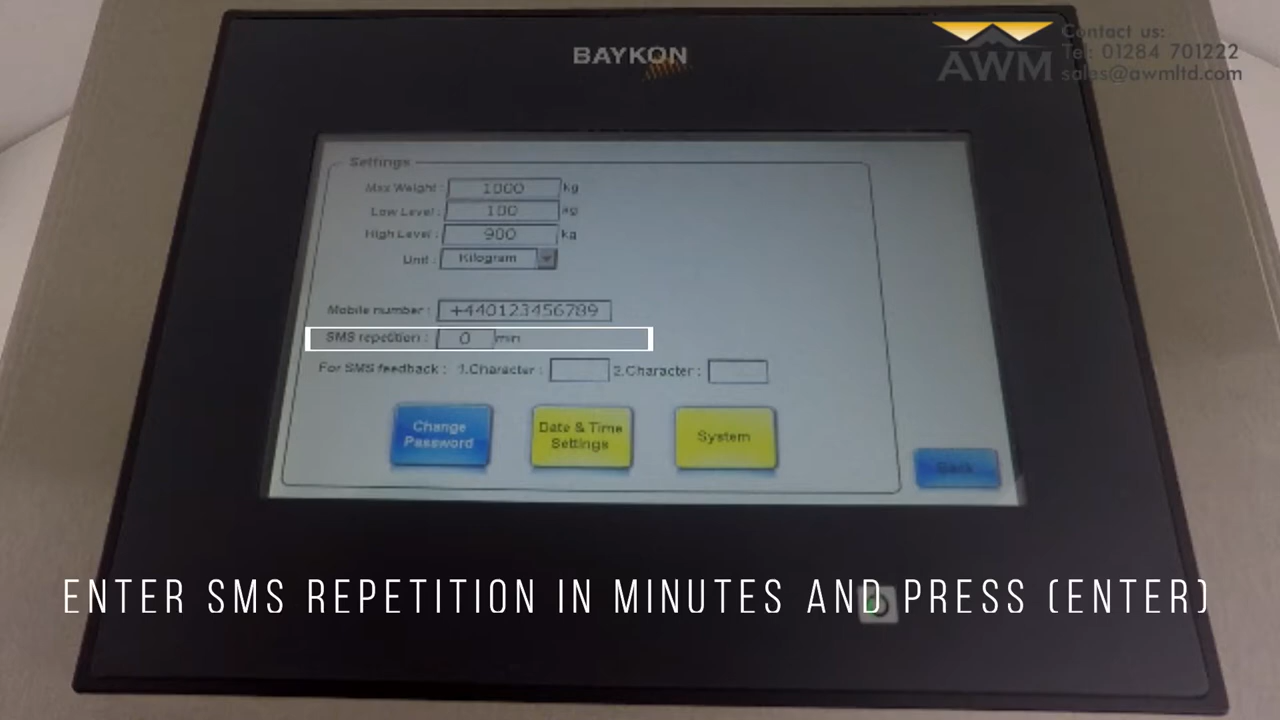 BAYKON
AWM
Contact us:
Tel: 01284 701222
sales@awmltd.com
Settings
Max Weight : 1000 kg
Low Level : 100 kg
High Level : 900 kg
Unit : Kilogram
Mobile number : +440123456789
SMS repetition : 0 min
For SMS feedback : 1.Character : 2.Character :
Change
Password
Date & Time
Settings
System
Back
ENTER SMS REPETITION IN MINUTES AND PRESS (ENTER)